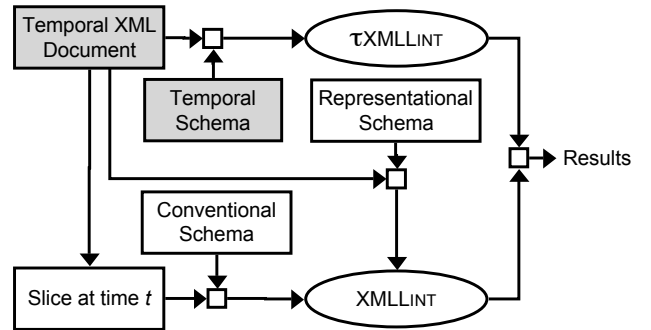 Temporal XML
Document
τXMLLINT
Temporal
Schema
Representational
Schema
Results
Conventional
Schema
Slice at time t
XMLLINT